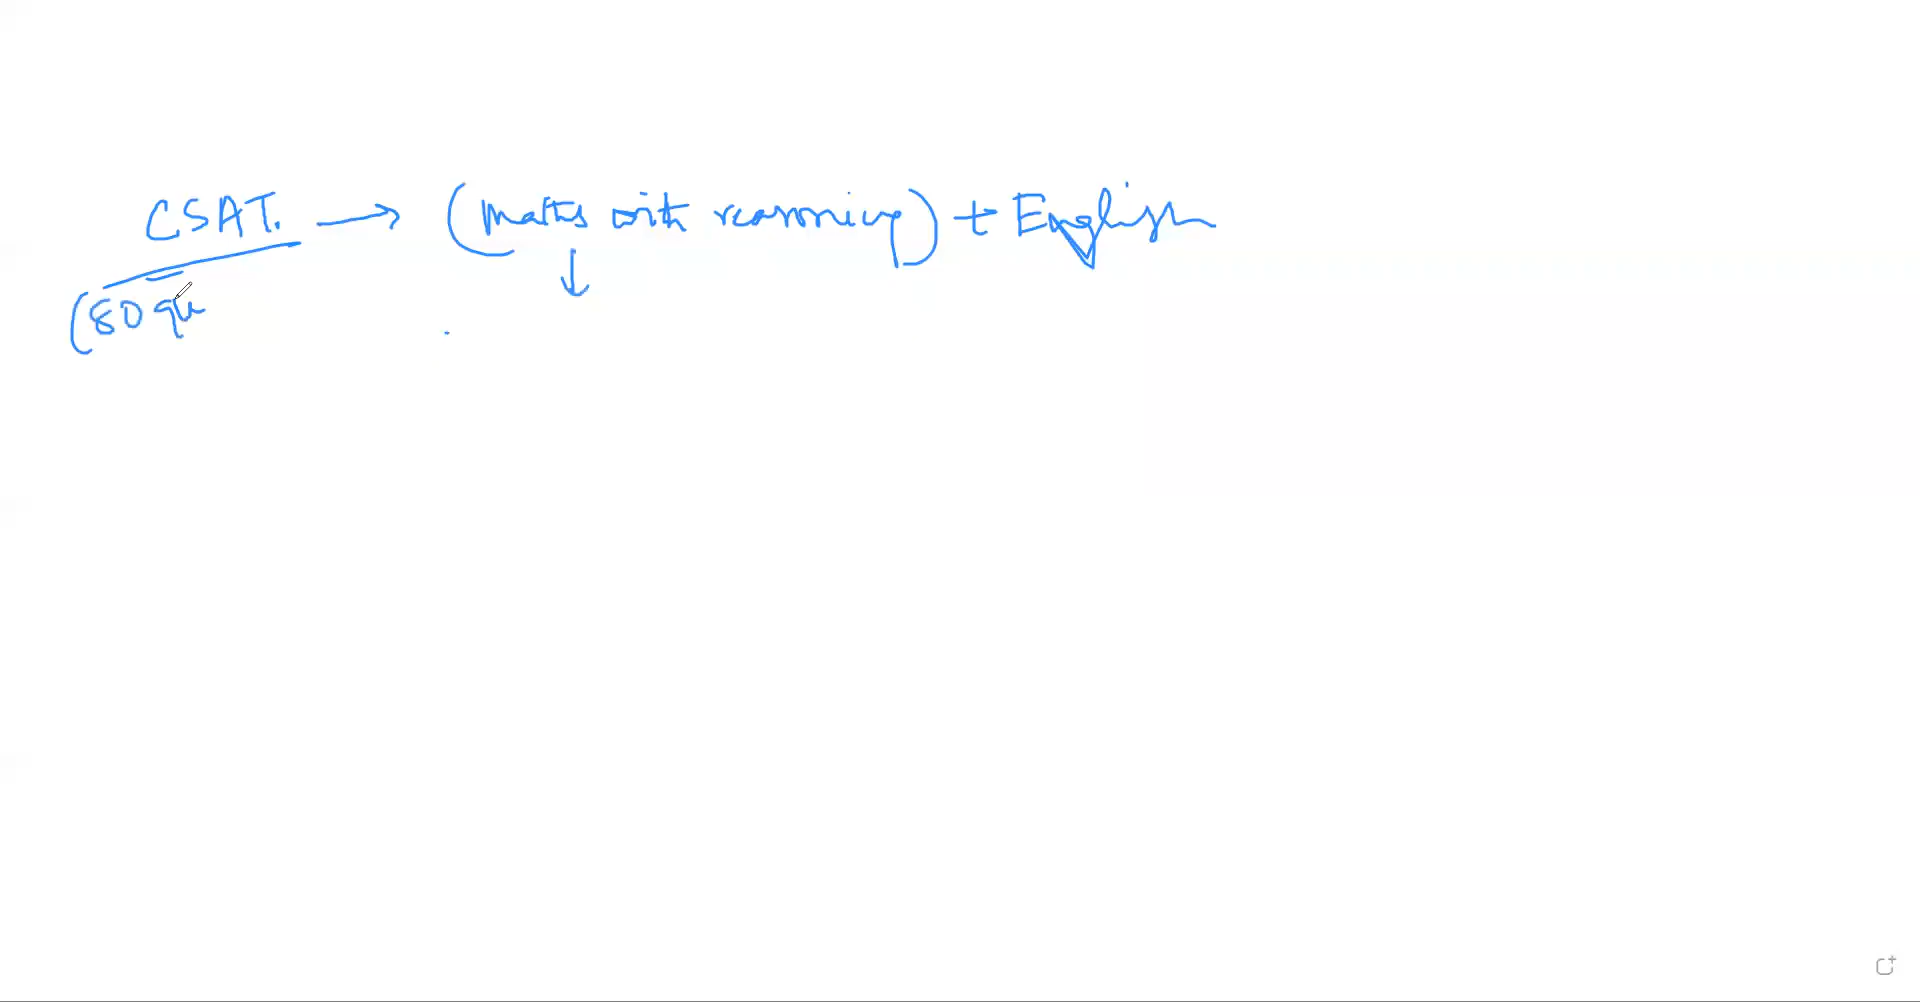 CSAT. → (Maths with reasoning) + English
(80 qu